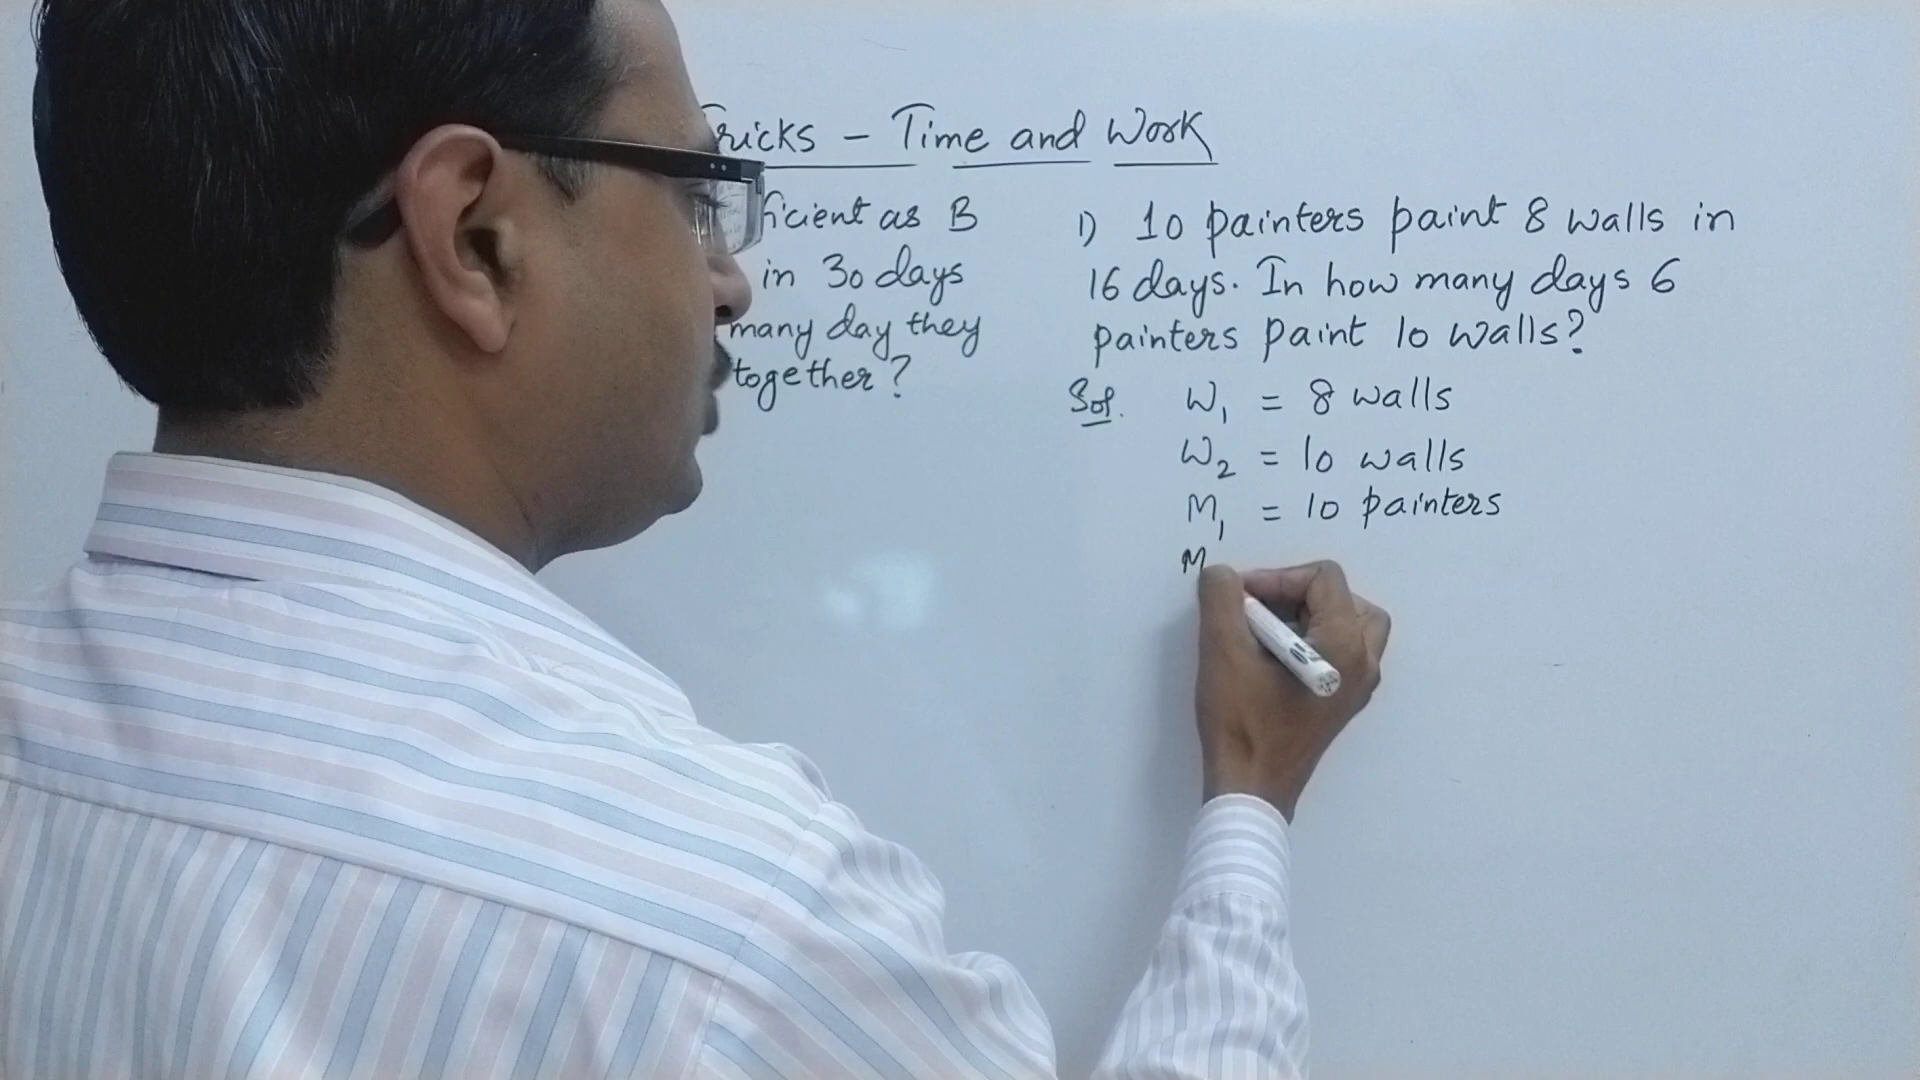 Tricks - Time and Work
as B
in 30 days
many day they
together?
1) 10 painters paint 8 walls in
16 days. In how many days 6
painters paint 10 walls?
Sol. W1 = 8 walls
W2 = 10 walls
M1 = 10 painters
M